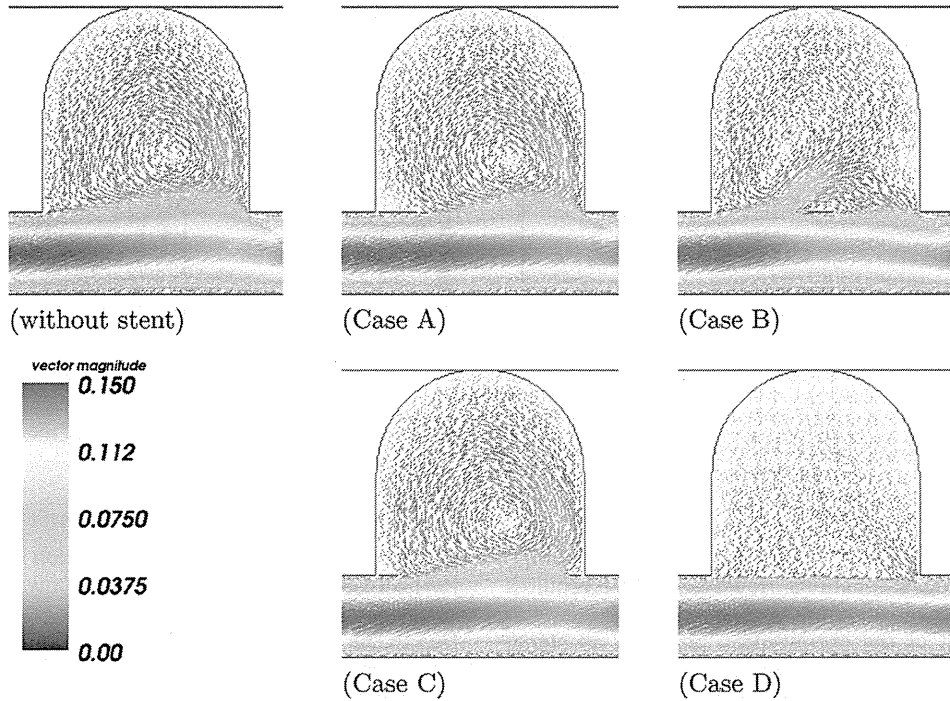 (without stent)
(Case A)
(Case B)
vector magnitude
0.150
0.112
0.0750
0.0375
0.00
(Case C)
(Case D)